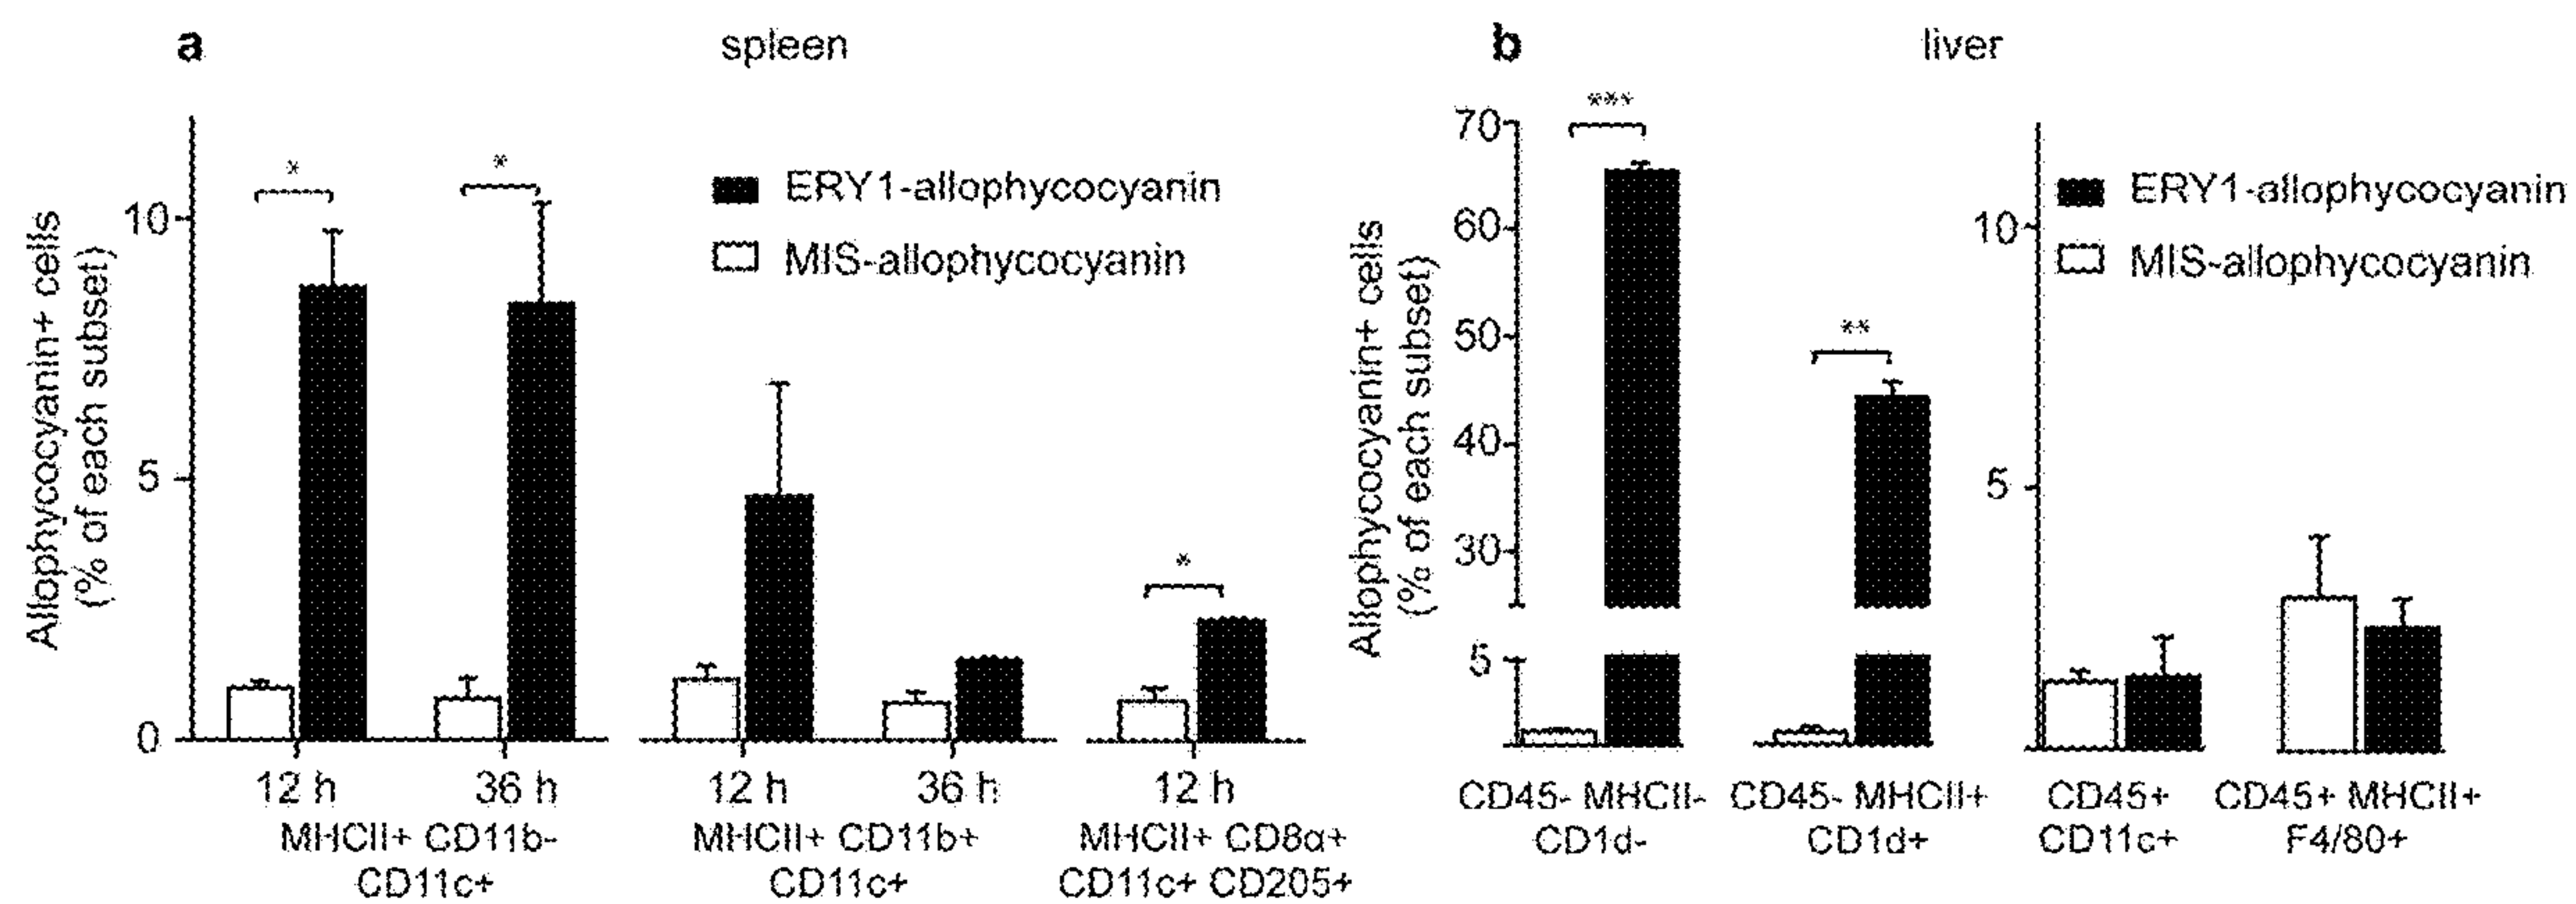 a
spleen
Allophycocyanin+ cells
(% of each subset)
10
5
0
*
*
*
ERY1-allophycocyanin
MIS-allophycocyanin
12 h
36 h
12 h
36 h
12 h
MHCII+ CD11b-
CD11c+
MHCII+ CD11b+
CD11c+
MHCII+ CD8α+
CD11c+ CD205+
b
liver
Allophycocyanin+ cells
(% of each subset)
70
60
50
40
30
5
***
**
10
5
ERY1-allophycocyanin
MIS-allophycocyanin
CD45- MHCII-
CD1d-
CD45- MHCII+
CD1d+
CD45+
CD11c+
CD45+ MHCII+
F4/80+